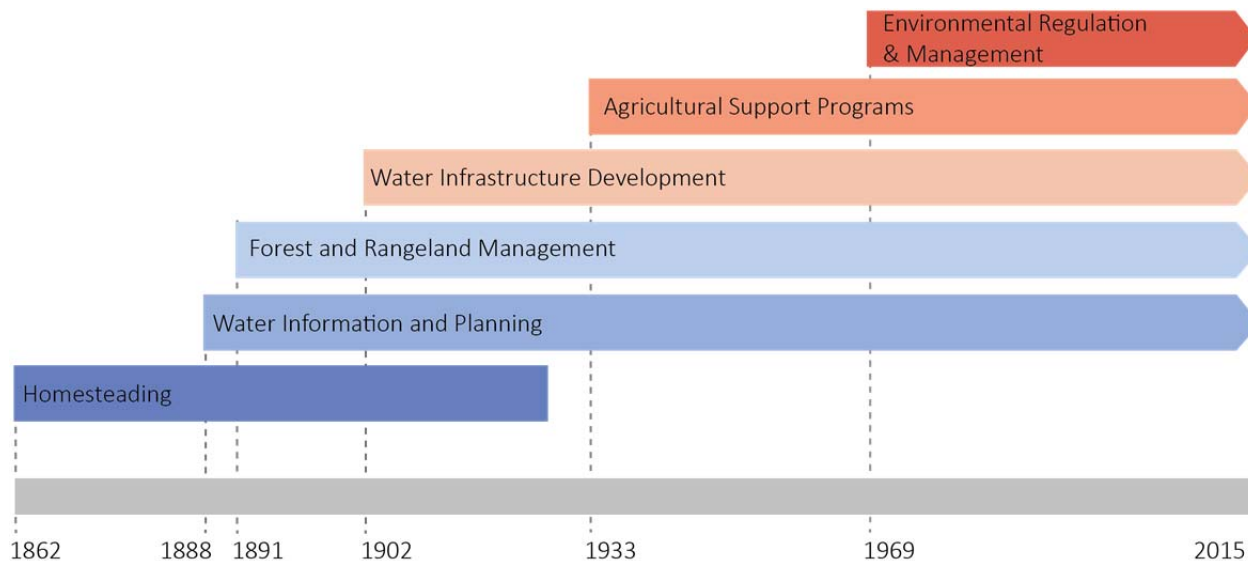 Environmental Regulation
& Management
Agricultural Support Programs
Water Infrastructure Development
Forest and Rangeland Management
Water Information and Planning
Homesteading
1862 1888 1891 1902 1933 1969 2015